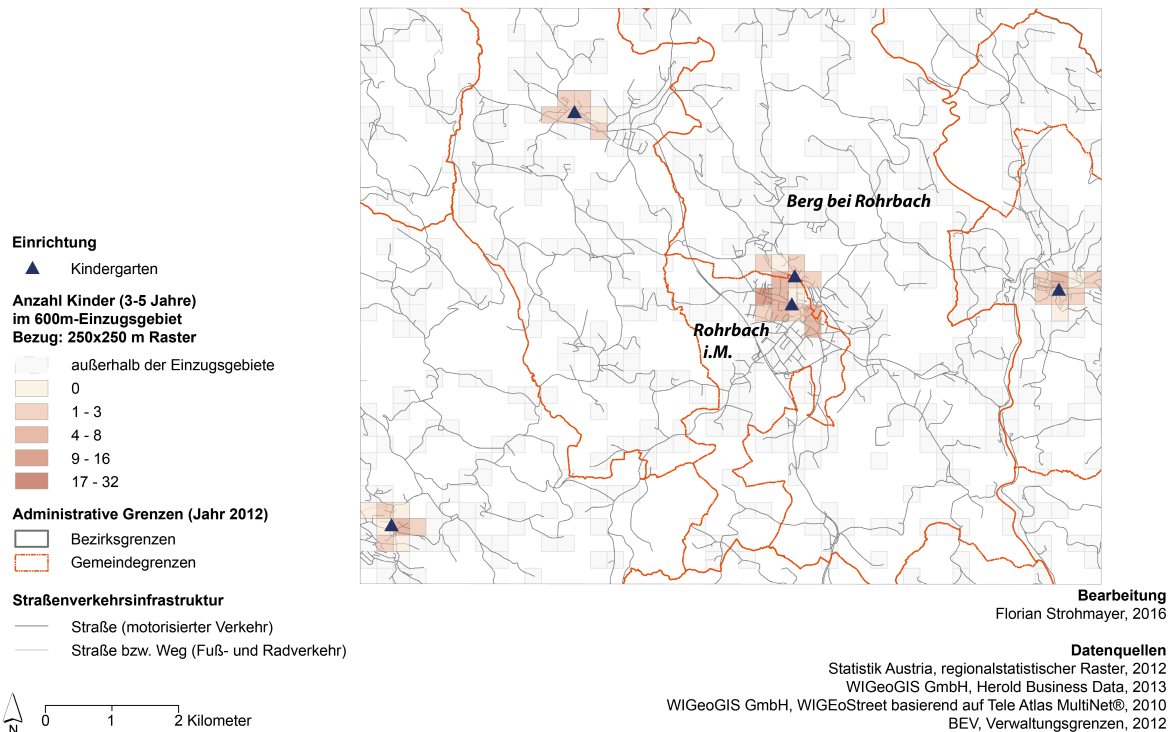 Berg bei Rohrbach
Rohrbach
i.M.
Einrichtung
Kindergarten
Anzahl Kinder (3-5 Jahre)
im 600m-Einzugsgebiet
Bezug: 250x250 m Raster
außerhalb der Einzugsgebiete
0
1 - 3
4 - 8
9 - 16
17 - 32
Administrative Grenzen (Jahr 2012)
Bezirksgrenzen
Gemeindegrenzen
Straßenverkehrsinfrastruktur
Straße (motorisierter Verkehr)
Straße bzw. Weg (Fuß- und Radverkehr)
N
0 1 2 Kilometer
Bearbeitung
Florian Strohmayer, 2016
Datenquellen
Statistik Austria, regionalstatistischer Raster, 2012
WIGeoGIS GmbH, Herold Business Data, 2013
WIGeoGIS GmbH, WIGEoStreet basierend auf Tele Atlas MultiNet®, 2010
BEV, Verwaltungsgrenzen, 2012